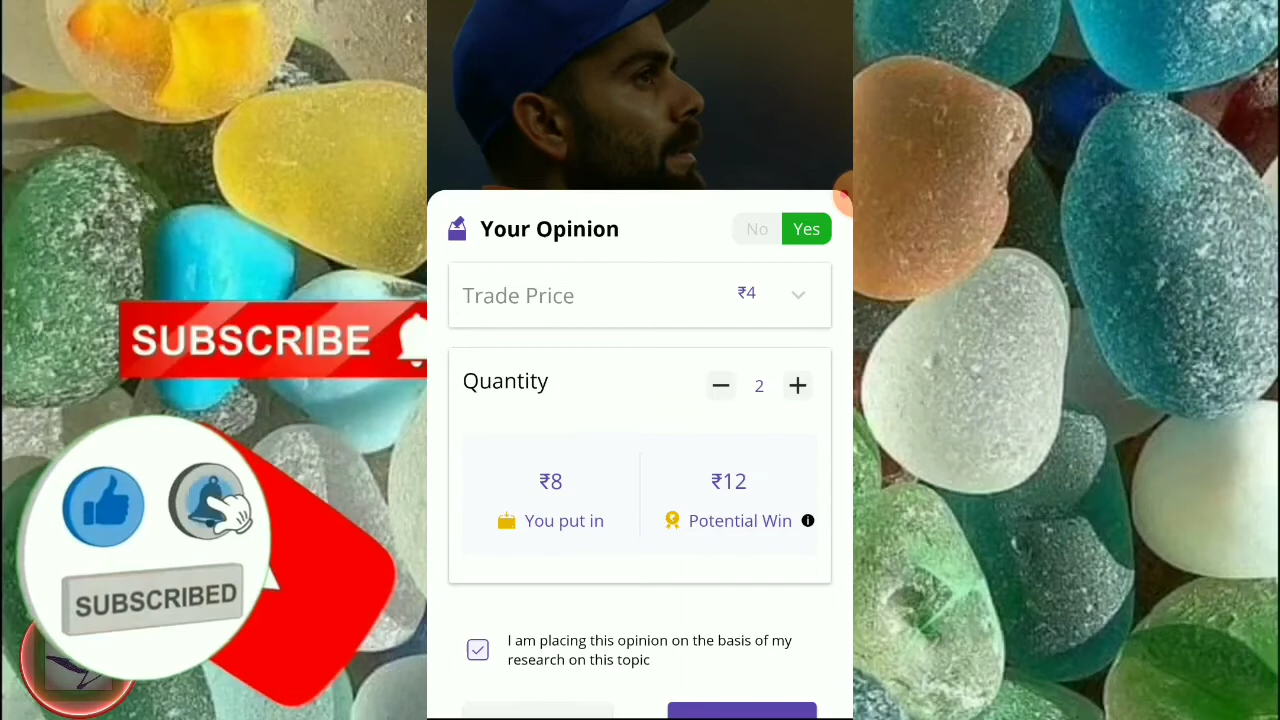 Your Opinion
No Yes
Trade Price ₹4
Quantity 2
₹8 ₹12
You put in Potential Win
I am placing this opinion on the basis of my
research on this topic
SUBSCRIBE
SUBSCRIBED